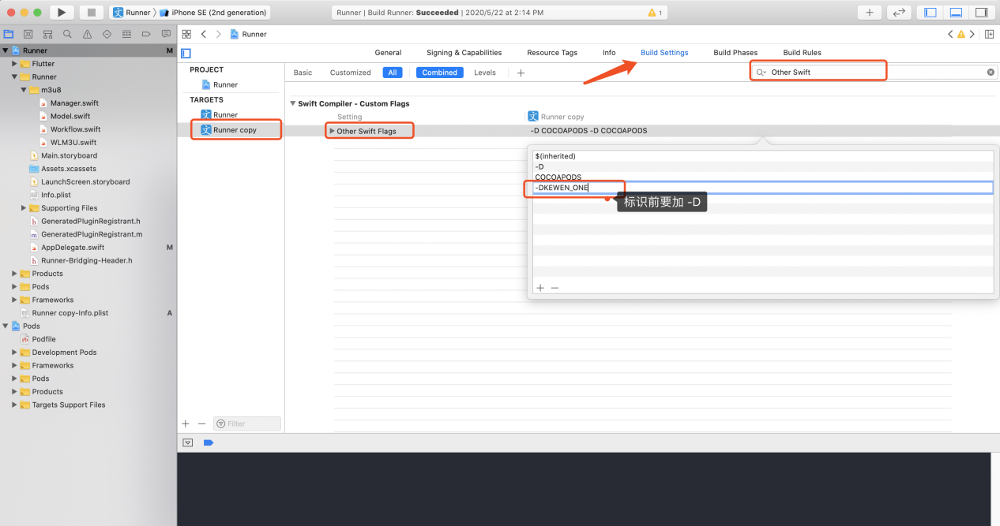 Runner 〉 iPhone SE (2nd generation)
Runner | Build Runner: Succeeded | 2020/5/22 at 2:14 PM
1
Runner M
Flutter
Runner
m3u8
Manager.swift
Model.swift
Workflow.swift
WLM3U.swift
Main.storyboard
Assets.xcassets
LaunchScreen.storyboard
Info.plist
Supporting Files
GeneratedPluginRegistrant.h
GeneratedPluginRegistrant.m
AppDelegate.swift M
Runner-Bridging-Header.h
Products
Pods
Frameworks
Runner copy-Info.plist A
Pods
Podfile
Development Pods
Frameworks
Pods
Products
Targets Support Files
Runner
General Signing & Capabilities Resource Tags Info Build Settings Build Phases Build Rules
PROJECT
Runner
TARGETS
Runner
Runner copy
Filter
Basic Customized All Combined Levels
Other Swift
Swift Compiler - Custom Flags
Setting Runner copy
Other Swift Flags -D COCOAPODS -D COCOAPODS
$(inherited)
-D
COCOAPODS
-DKEWEN_ONE
标识前要加 -D